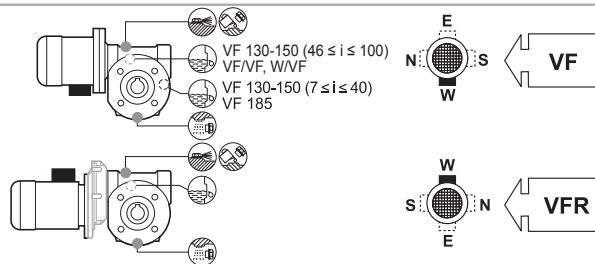 E
VF 130-150 (46 ≤ i ≤ 100)
N S
VF
VF/VF, W/VF
VF 130-150 (7 ≤ i ≤ 40)
W
VF 185
W
S N
VFR
E